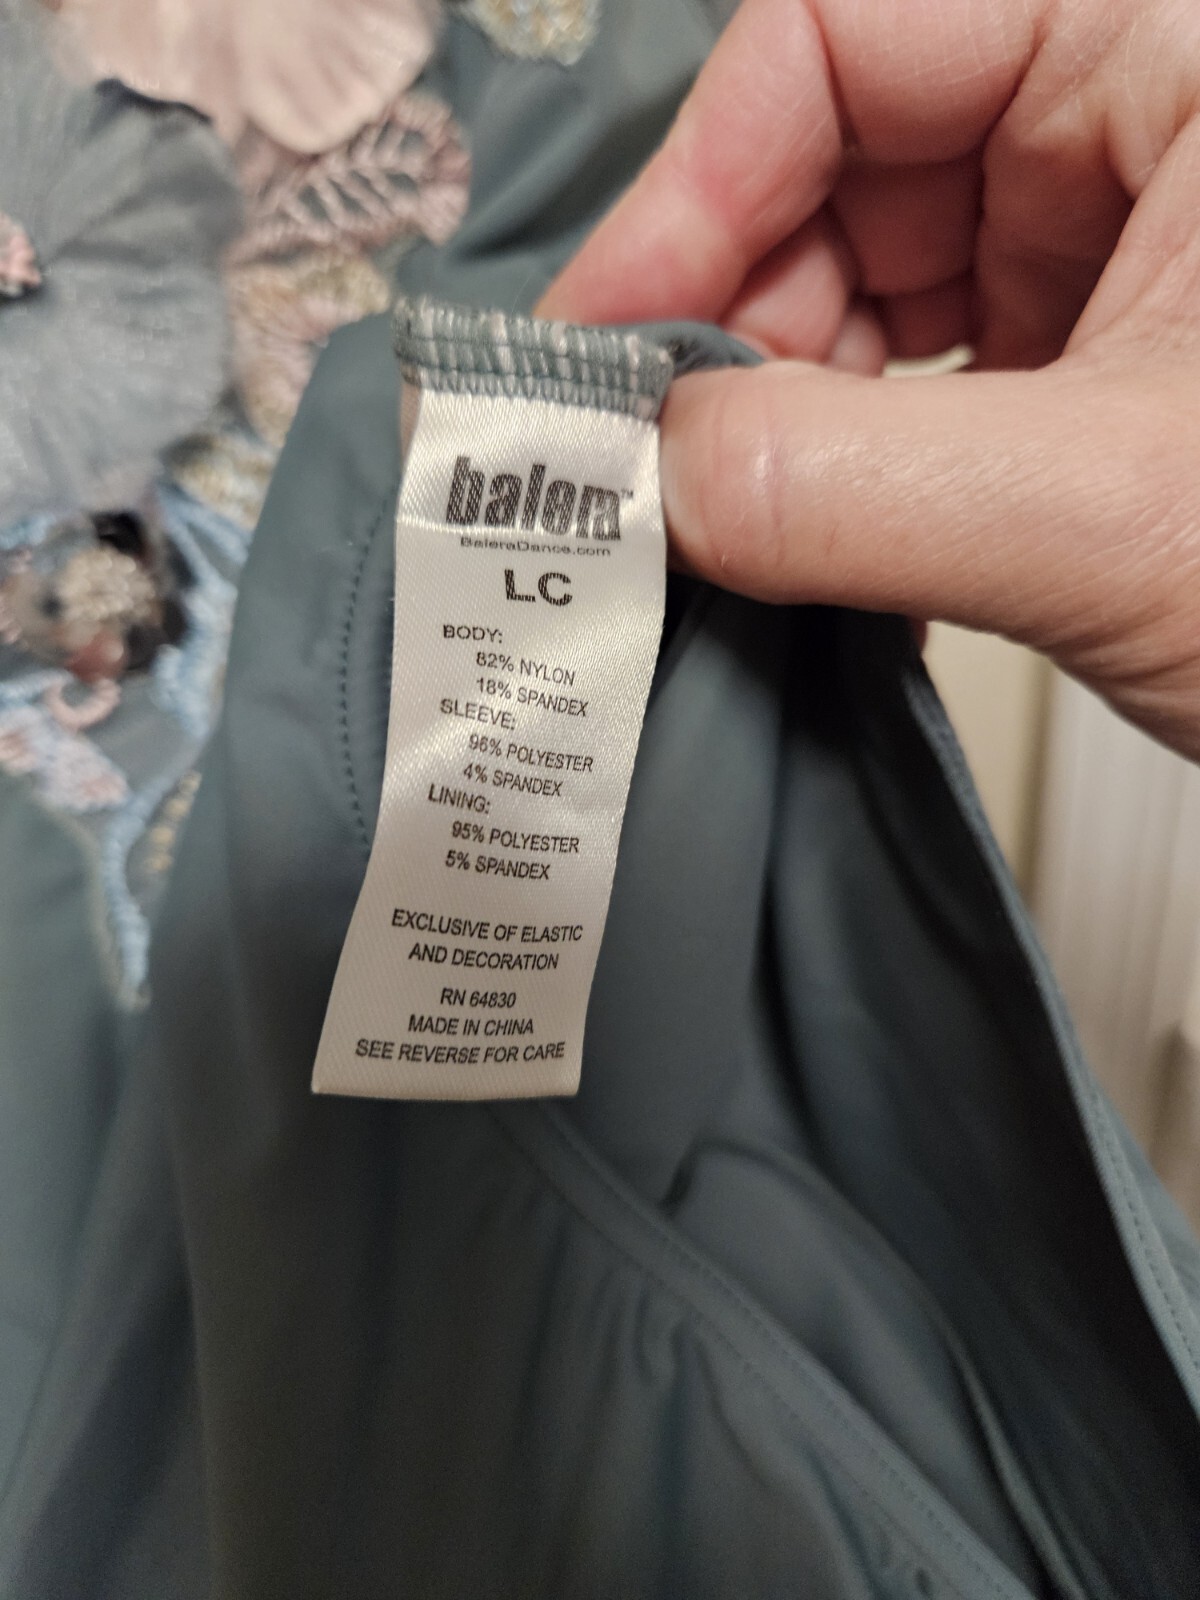 balera™
BaleraDance.com
LC
BODY:
82% NYLON
18% SPANDEX
SLEEVE:
96% POLYESTER
4% SPANDEX
LINING:
95% POLYESTER
5% SPANDEX
EXCLUSIVE OF ELASTIC
AND DECORATION
RN 64830
MADE IN CHINA
SEE REVERSE FOR CARE